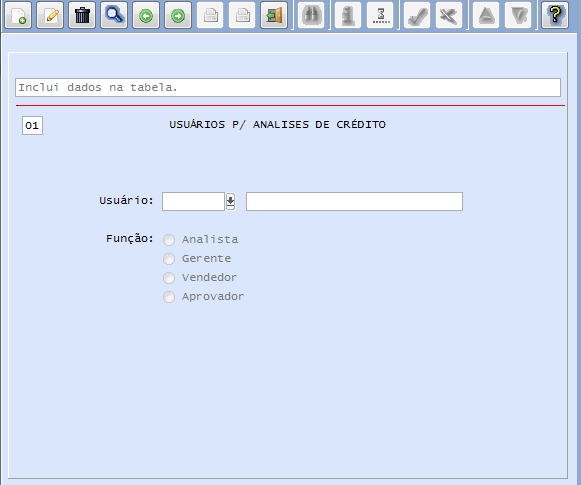 Inclui dados na tabela.
01 USUÁRIOS P/ ANALISES DE CRÉDITO
Usuário:
Função: Analista
Gerente
Vendedor
Aprovador